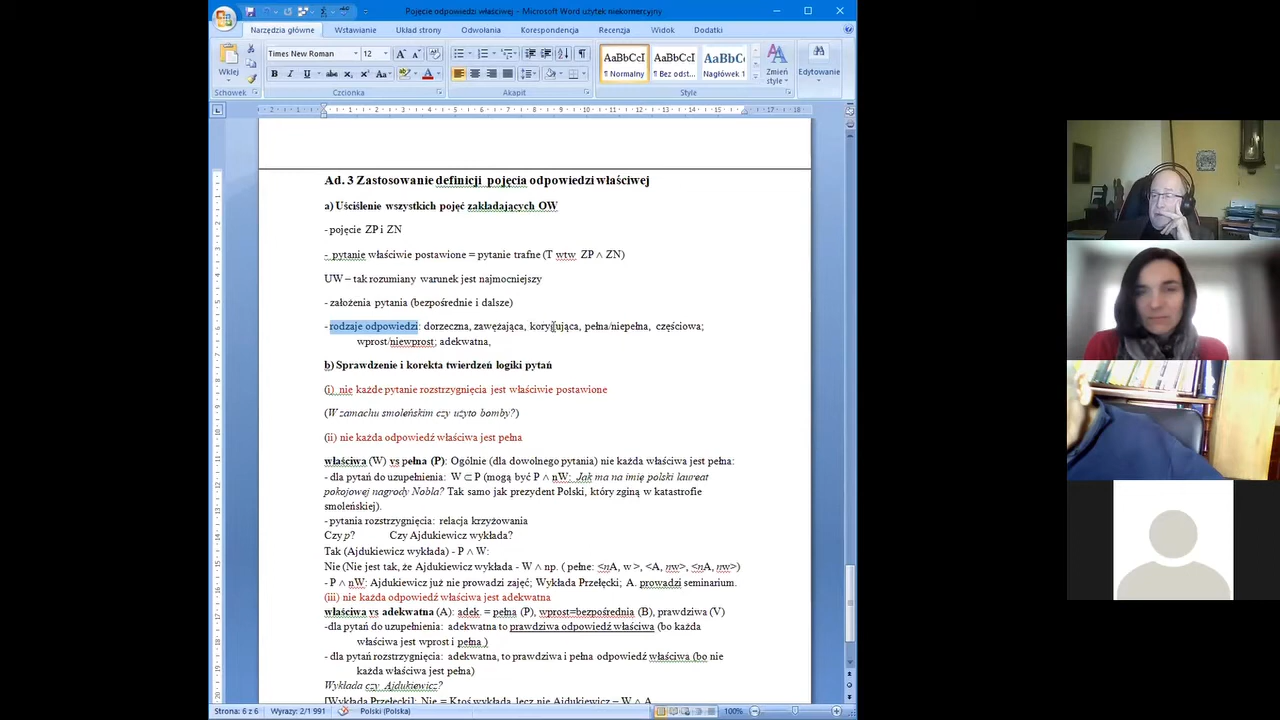 Pojęcie odpowiedzi właściwej - Microsoft Word użytek niekomercyjny
Narzędzia główne Wstawianie Układ strony Odwołania Korespondencja Recenzja Widok Dodatki
Times New Roman 12
AaBbCcI AaBbCcI AaBbC
Wklej ¶ Normalny ¶ Bez odst... Nagłówek 1 Zmień style Edytowanie
Schowek Czcionka Akapit Style
Ad. 3 Zastosowanie definicji pojęcia odpowiedzi właściwej
a) Uściślenie wszystkich pojęć zakładających OW
- pojęcie ZP i ZN
- pytanie właściwie postawione = pytanie trafne (T wtw ZP ∧ ZN)
UW – tak rozumiany warunek jest najmocniejszy
- założenia pytania (bezpośrednie i dalsze)
- rodzaje odpowiedzi: dorzeczna, zawężająca, korygująca, pełna/niepełna, częściowa;
wprost/niewprost; adekwatna,
b) Sprawdzenie i korekta twierdzeń logiki pytań
(i) nie każde pytanie rozstrzygnięcia jest właściwie postawione
(W zamachu smoleńskim czy użyto bomby?)
(ii) nie każda odpowiedź właściwa jest pełna
właściwa (W) vs pełna (P): Ogólnie (dla dowolnego pytania) nie każda właściwa jest pełna:
- dla pytań do uzupełnienia: W ⊂ P (mogą być P ∧ nW: Jak ma na imię polski laureat
pokojowej nagrody Nobla? Tak samo jak prezydent Polski, który zginą w katastrofie
smoleńskiej).
- pytania rozstrzygnięcia: relacja krzyżowania
Czy p? Czy Ajdukiewicz wykłada?
Tak (Ajdukiewicz wykłada) - P ∧ W:
Nie (Nie jest tak, że Ajdukiewicz wykłada - W ∧ np. ( pełne: <nA, w >, <A, nw>, <nA, nw>)
- P ∧ nW: Ajdukiewicz już nie prowadzi zajęć; Wykłada Przełęcki; A. prowadzi seminarium.
(iii) nie każda odpowiedź właściwa jest adekwatna
właściwa vs adekwatna (A): adek. = pełna (P), wprost=bezpośrednia (B), prawdziwa (V)
-dla pytań do uzupełnienia: adekwatna to prawdziwa odpowiedź właściwa (bo każda
właściwa jest wprost i pełna )
- dla pytań rozstrzygnięcia: adekwatna, to prawdziwa i pełna odpowiedź właściwa (bo nie
każda właściwa jest pełna)
Wykłada czy Ajdukiewicz?
[Wykłada Przełęcki]: Nie = Ktoś wykłada, lecz nie Ajdukiewicz – W ∧ A
Strona: 6 z 6 Wyrazy: 2/1 991 Polski (Polska) 100%